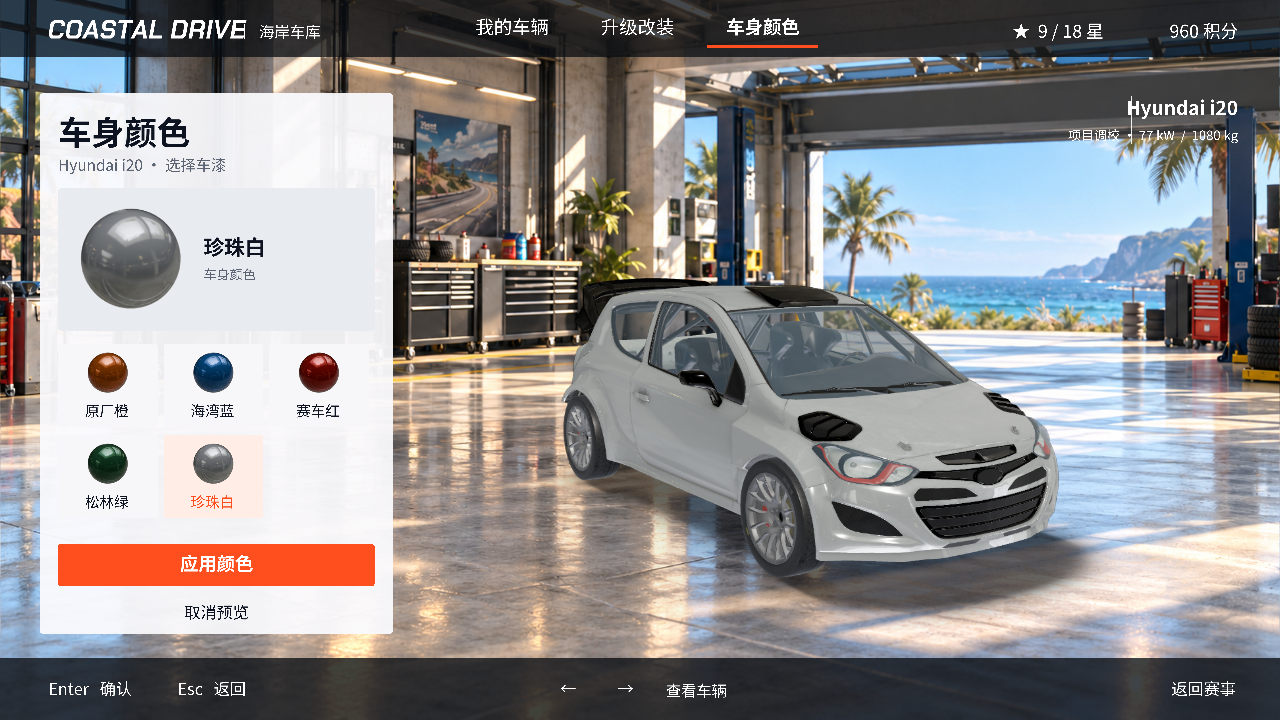 COASTAL DRIVE 海岸车库
我的车辆
升级改装
车身颜色
★ 9 / 18 星
960 积分
车身颜色
Hyundai i20 • 选择车漆
珍珠白
车身颜色
原厂橙
海湾蓝
赛车红
松林绿
珍珠白
应用颜色
取消预览
Hyundai i20
项目调校 · 77 kW / 1080 kg
Enter 确认
Esc 返回
← → 查看车辆
返回赛事